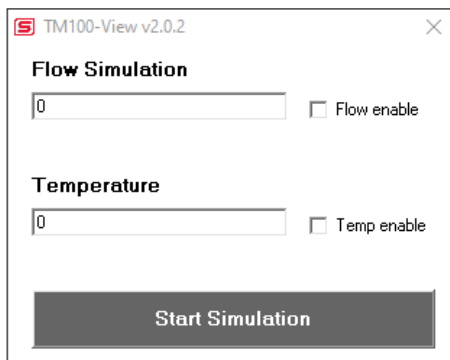 S TM100-View v2.0.2
Flow Simulation
0
Flow enable
Temperature
0
Temp enable
Start Simulation